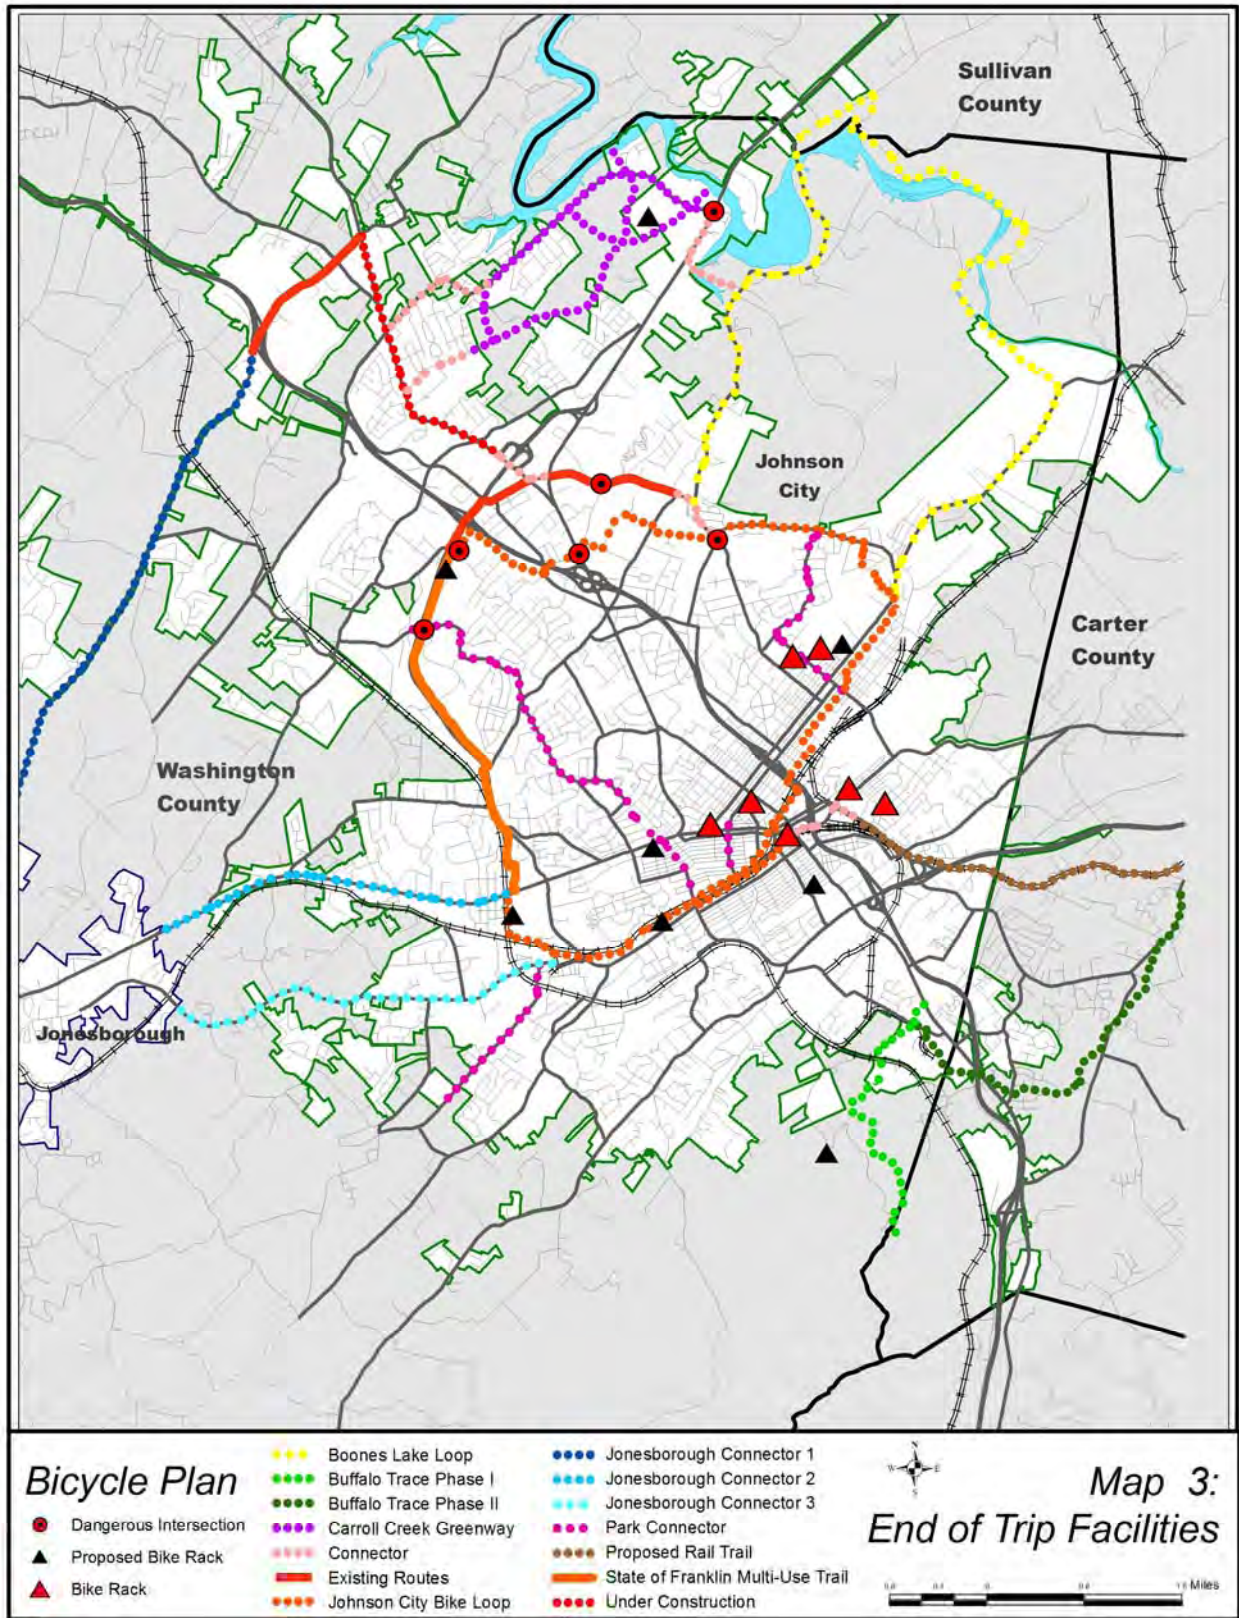 Sullivan
County
Johnson
City
Carter
County
Washington
County
Jonesborough
Bicycle Plan
Dangerous Intersection
Proposed Bike Rack
Bike Rack
Boones Lake Loop
Buffalo Trace Phase I
Buffalo Trace Phase II
Carroll Creek Greenway
Connector
Existing Routes
Johnson City Bike Loop
Jonesborough Connector 1
Jonesborough Connector 2
Jonesborough Connector 3
Park Connector
Proposed Rail Trail
State of Franklin Multi-Use Trail
Under Construction
N
W E
S
Map 3:
End of Trip Facilities
Miles